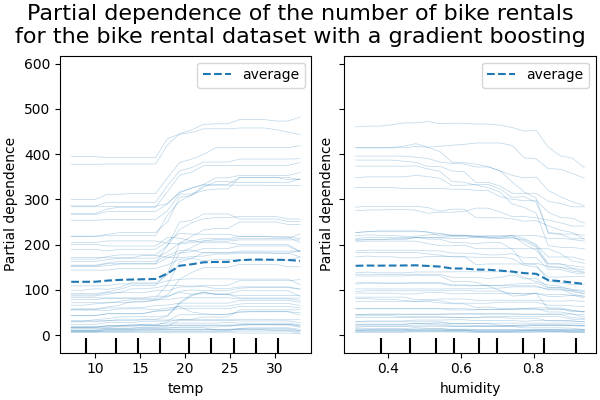 Partial dependence of the number of bike rentals
for the bike rental dataset with a gradient boosting
600
500
400
300
200
100
0
Partial dependence
average
10 15 20 25 30
temp
Partial dependence
average
0.4 0.6 0.8
humidity